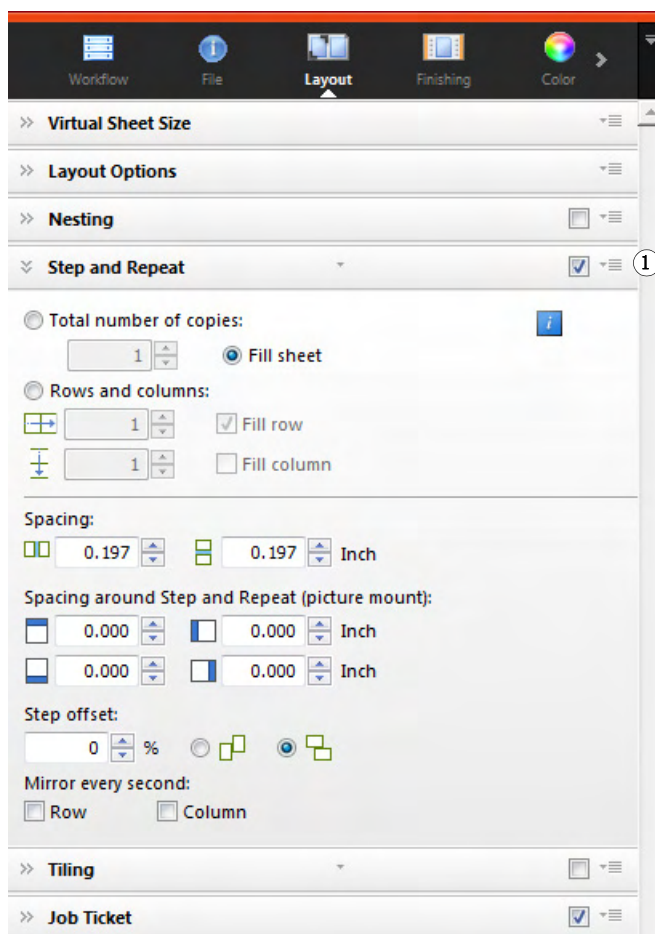 Workflow File Layout Finishing Color
Virtual Sheet Size
Layout Options
Nesting
Step and Repeat 1
Total number of copies: i
1 Fill sheet
Rows and columns:
1 Fill row
1 Fill column
Spacing:
0.197 0.197 Inch
Spacing around Step and Repeat (picture mount):
0.000 0.000 Inch
0.000 0.000 Inch
Step offset:
0 %
Mirror every second:
Row Column
Tiling
Job Ticket